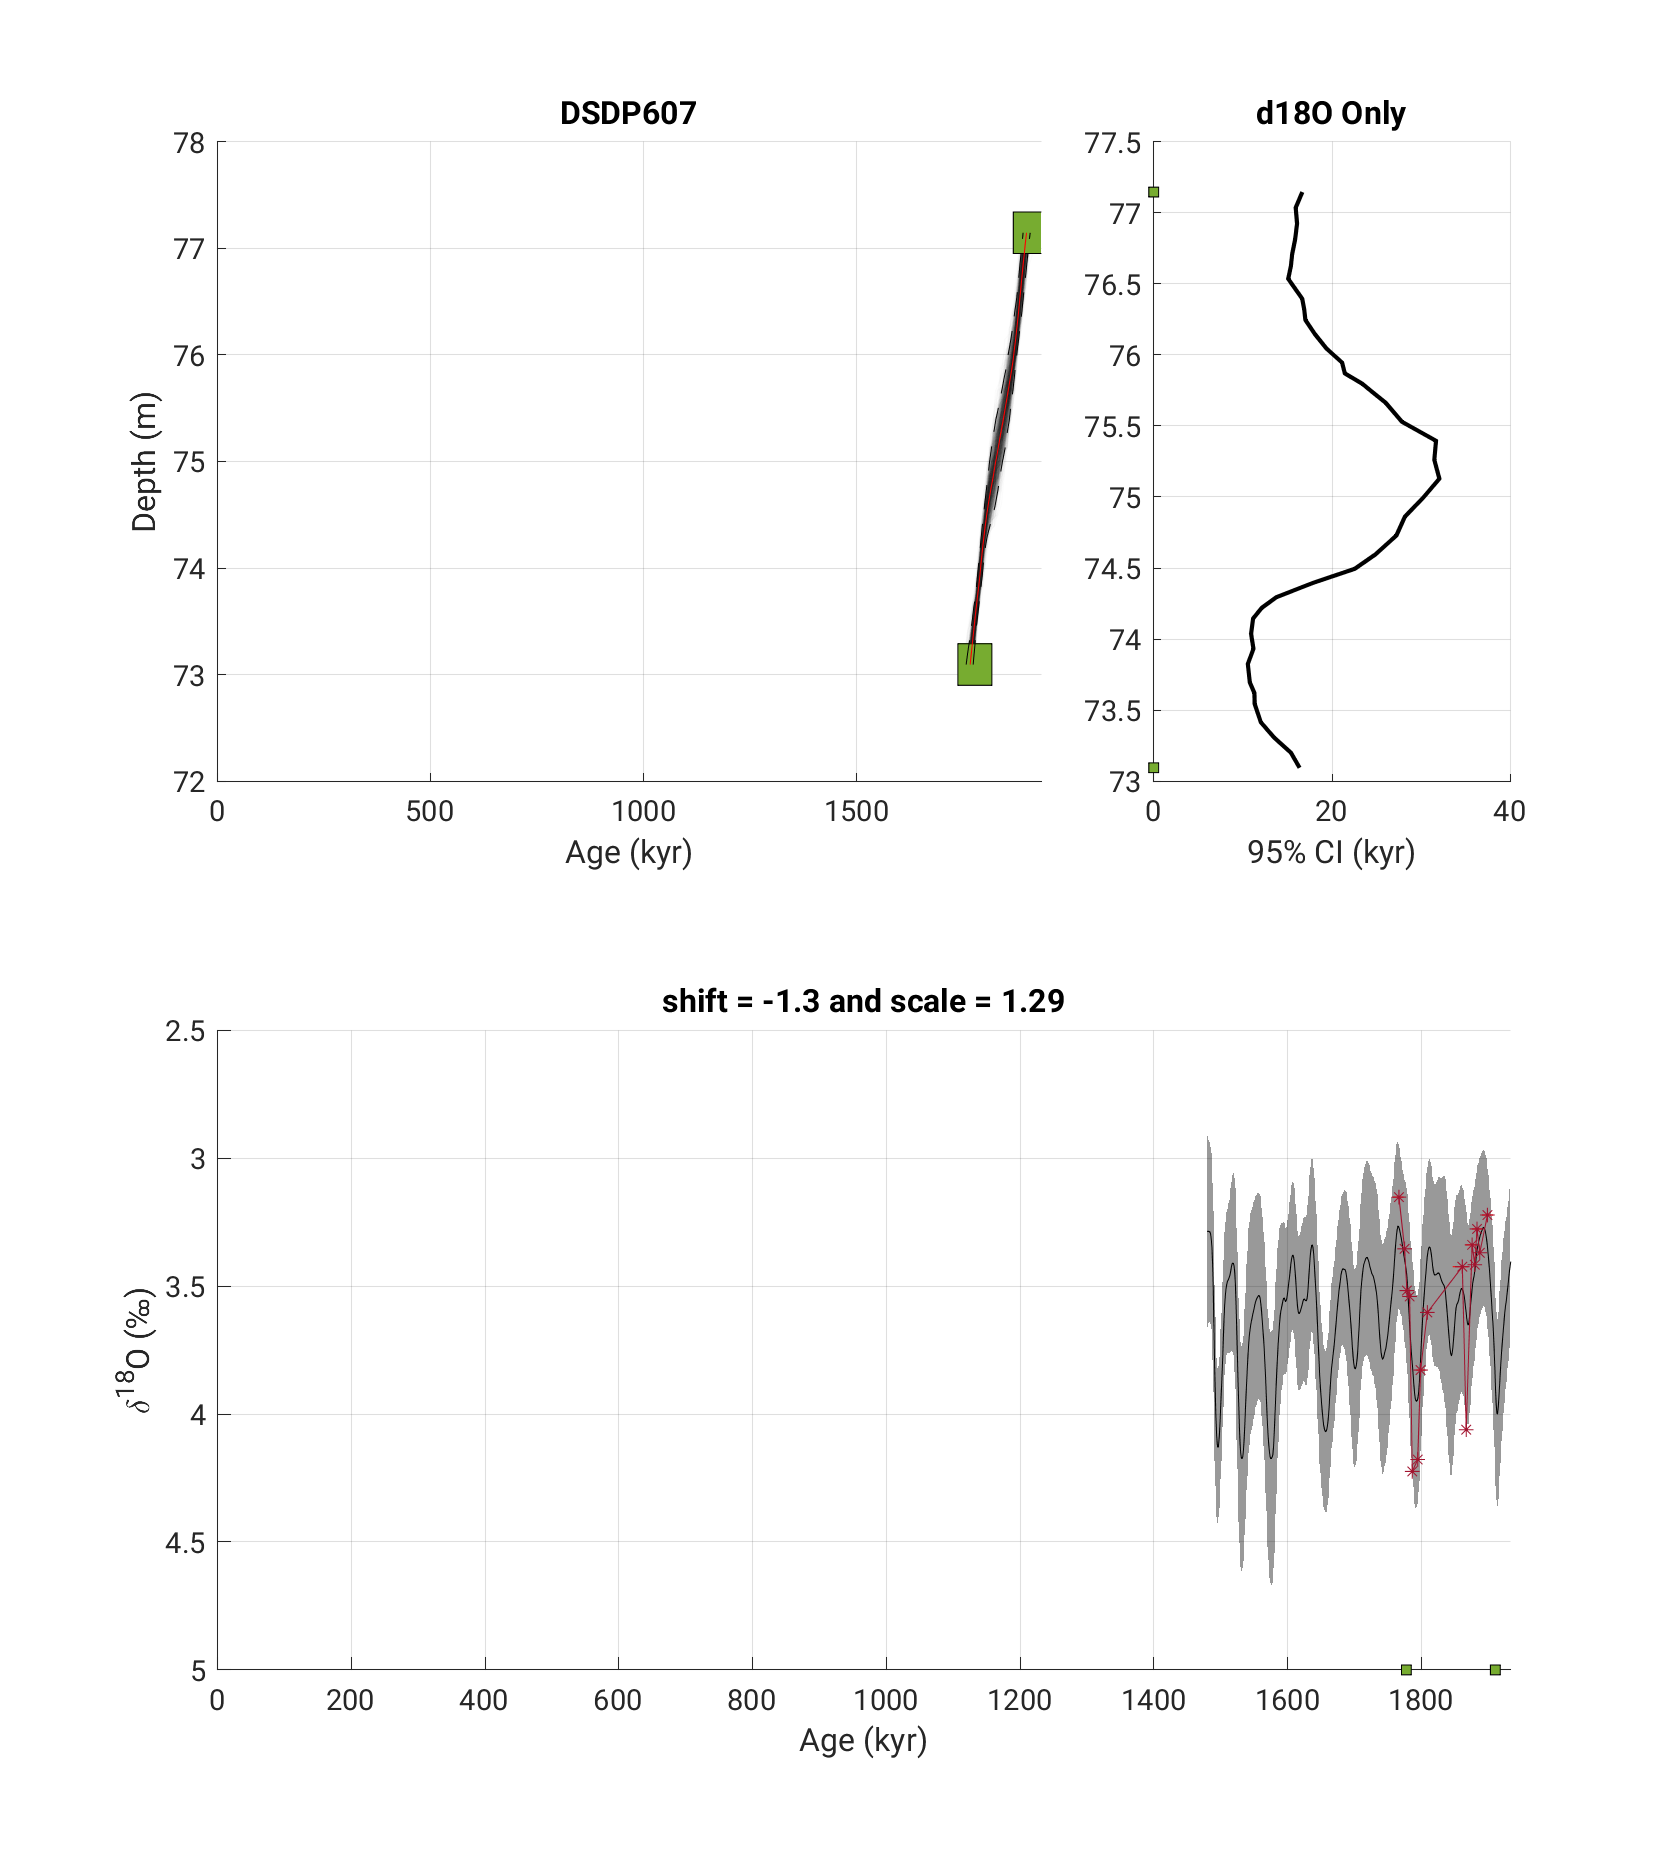 DSDP607
78
77
76
75
74
73
72
Depth (m)
0 500 1000 1500
Age (kyr)
d18O Only
77.5
77
76.5
76
75.5
75
74.5
74
73.5
73
0 20 40
95% CI (kyr)
shift = -1.3 and scale = 1.29
2.5
3
3.5
4
4.5
5
δ¹⁸O (‰)
0 200 400 600 800 1000 1200 1400 1600 1800
Age (kyr)